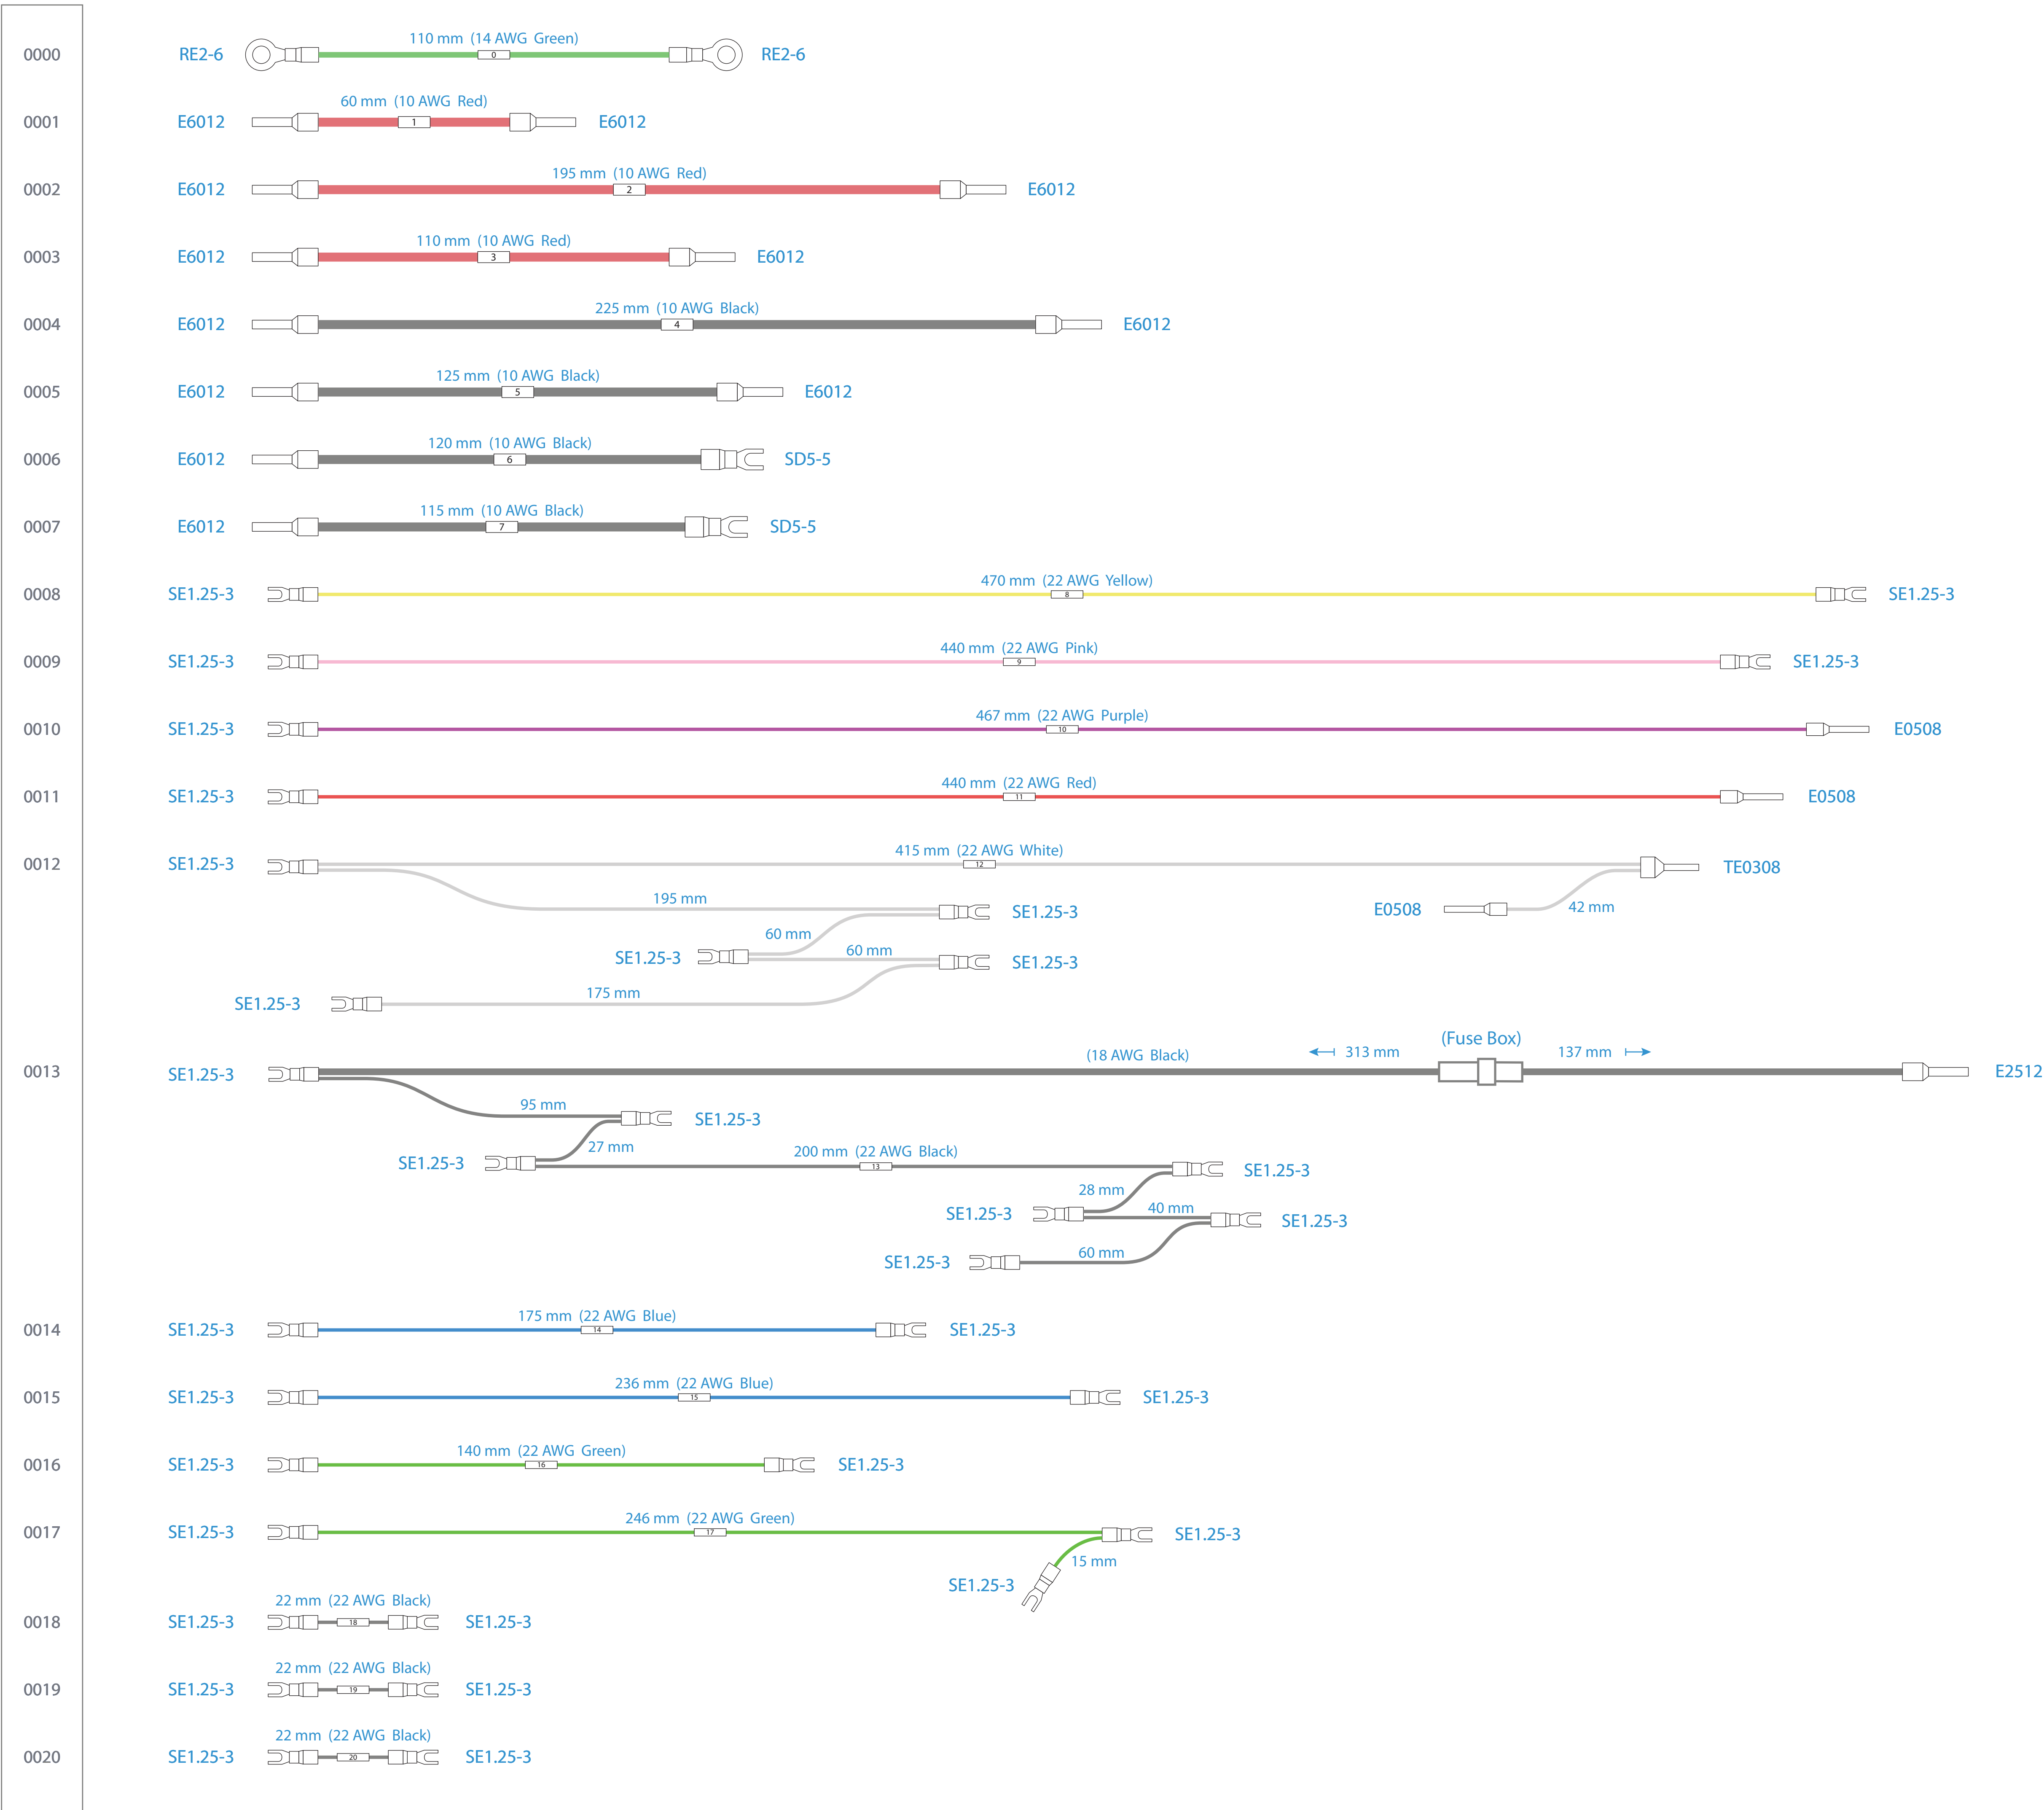 110 mm (14 AWG Green)
0000 RE2-6 0 RE2-6
60 mm (10 AWG Red)
0001 E6012 1 E6012
195 mm (10 AWG Red)
0002 E6012 2 E6012
110 mm (10 AWG Red)
0003 E6012 3 E6012
225 mm (10 AWG Black)
0004 E6012 4 E6012
125 mm (10 AWG Black)
0005 E6012 5 E6012
120 mm (10 AWG Black)
0006 E6012 6 SD5-5
115 mm (10 AWG Black)
0007 E6012 7 SD5-5
470 mm (22 AWG Yellow)
0008 SE1.25-3 8 SE1.25-3
440 mm (22 AWG Pink)
0009 SE1.25-3 9 SE1.25-3
467 mm (22 AWG Purple)
0010 SE1.25-3 10 E0508
440 mm (22 AWG Red)
0011 SE1.25-3 11 E0508
415 mm (22 AWG White)
0012 SE1.25-3 12 TE0308
195 mm
SE1.25-3 E0508 42 mm
60 mm
60 mm
SE1.25-3 SE1.25-3
175 mm
SE1.25-3
(Fuse Box)
(18 AWG Black) 313 mm 137 mm
0013 SE1.25-3 E2512
95 mm
SE1.25-3
27 mm
200 mm (22 AWG Black)
SE1.25-3 13 SE1.25-3
28 mm
40 mm
SE1.25-3 SE1.25-3
60 mm
SE1.25-3
175 mm (22 AWG Blue)
0014 SE1.25-3 14 SE1.25-3
236 mm (22 AWG Blue)
0015 SE1.25-3 15 SE1.25-3
140 mm (22 AWG Green)
0016 SE1.25-3 16 SE1.25-3
246 mm (22 AWG Green)
0017 SE1.25-3 17 SE1.25-3
15 mm
SE1.25-3
22 mm (22 AWG Black)
0018 SE1.25-3 18 SE1.25-3
22 mm (22 AWG Black)
0019 SE1.25-3 19 SE1.25-3
22 mm (22 AWG Black)
0020 SE1.25-3 20 SE1.25-3